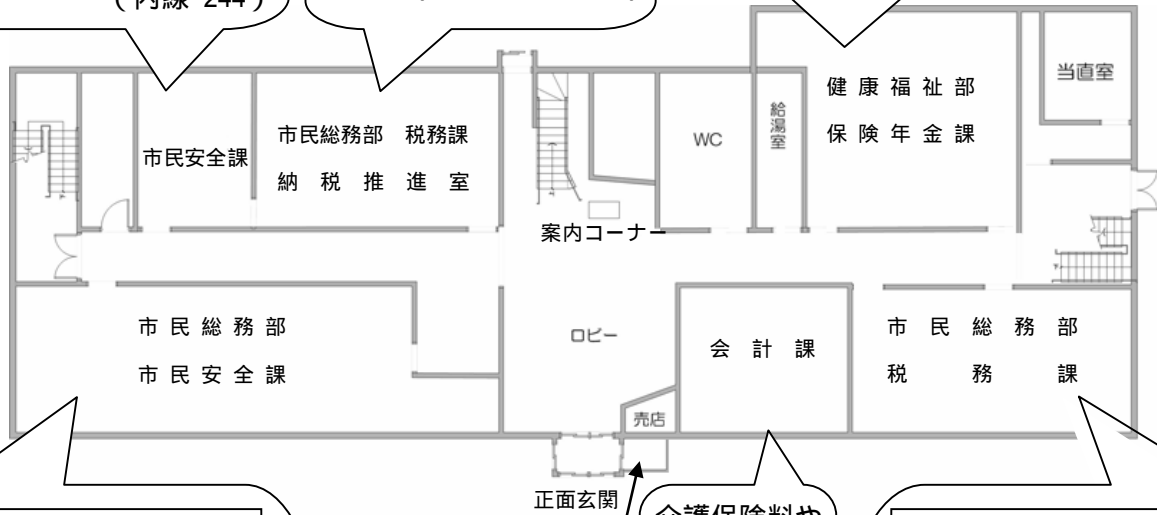 (内線 244)
市民安全課
市民総務部 税務課
納税推進室
WC
給湯室
健康福祉部
保険年金課
当直室
案内コーナー
市民総務部
市民安全課
ロビー
会計課
市民総務部
税務課
売店
正面玄関
介護保険料や